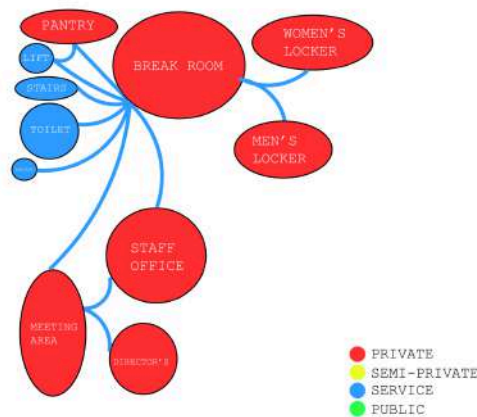 PANTRY
WOMEN'S
LOCKER
LIFT
BREAK ROOM
STAIRS
TOILET
MEN'S
LOCKER
STAFF
OFFICE
MEETING
AREA
DIRECTOR'S
PRIVATE
SEMI-PRIVATE
SERVICE
PUBLIC